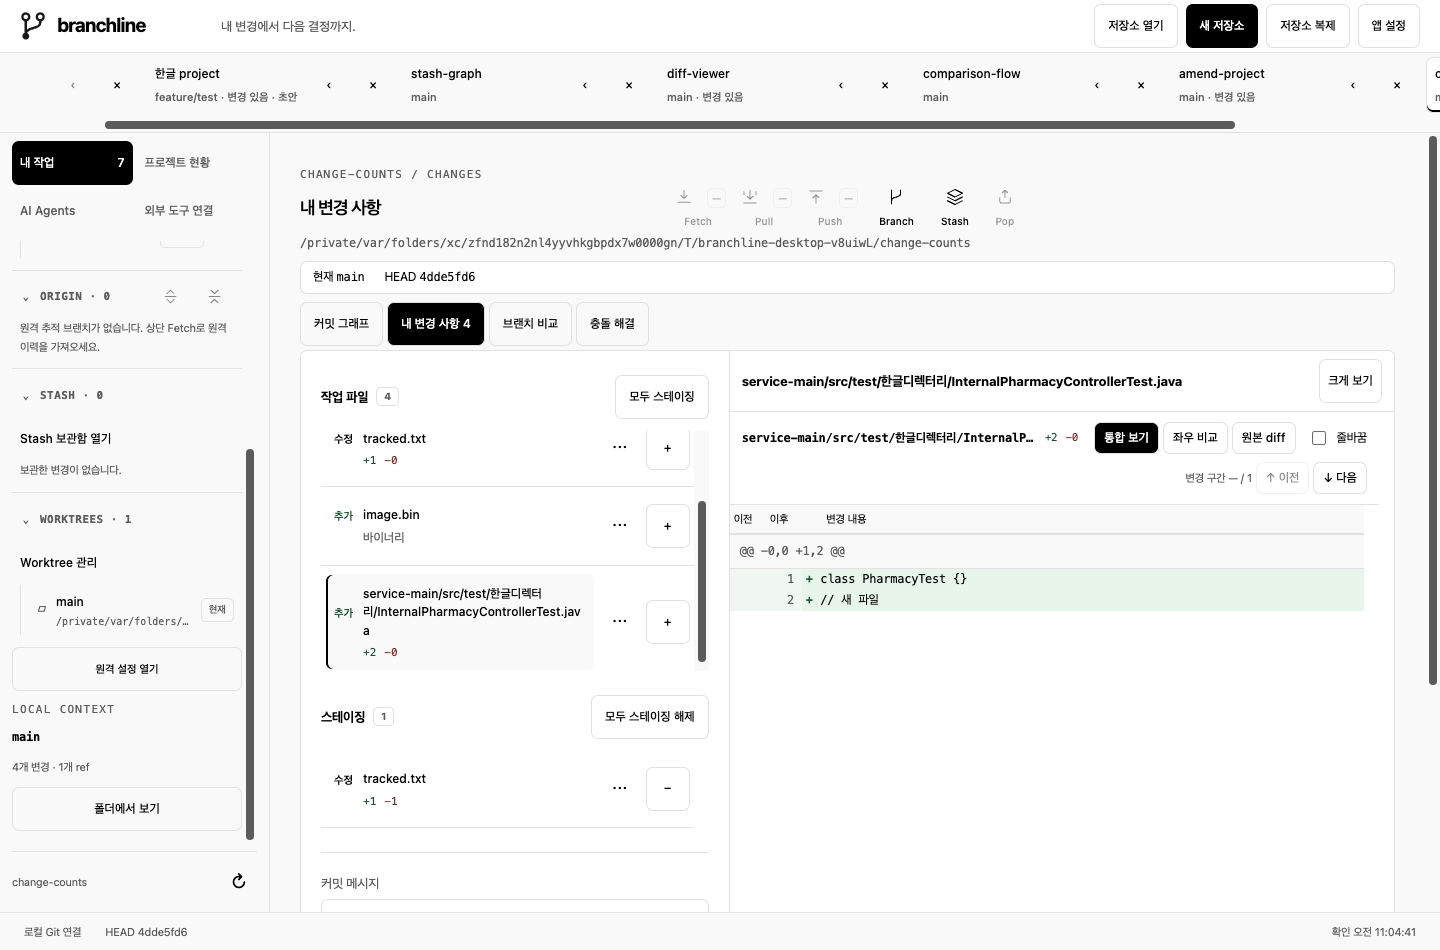 branchline
내 변경에서 다음 결정까지.
저장소 열기
새 저장소
저장소 복제
앱 설정
‹
×
한글 project
feature/test · 변경 있음 · 초안
‹
×
stash-graph
main
‹
×
diff-viewer
main · 변경 있음
‹
×
comparison-flow
main
‹
×
amend-project
main · 변경 있음
‹
×
내 작업 7
프로젝트 현황
AI Agents
외부 도구 연결
ORIGIN · 0
원격 추적 브랜치가 없습니다. 상단 Fetch로 원격
이력을 가져오세요.
STASH · 0
Stash 보관함 열기
보관한 변경이 없습니다.
WORKTREES · 1
Worktree 관리
main
/private/var/folders/…
현재
원격 설정 열기
LOCAL CONTEXT
main
4개 변경 · 1개 ref
폴더에서 보기
change-counts
CHANGE-COUNTS / CHANGES
내 변경 사항
Fetch
Pull
Push
Branch
Stash
Pop
/private/var/folders/xc/zfnd182n2nl4yyvhkgbpdx7w0000gn/T/branchline-desktop-v8uiwL/change-counts
현재 main HEAD 4dde5fd6
커밋 그래프
내 변경 사항 4
브랜치 비교
충돌 해결
작업 파일 4
모두 스테이징
수정 tracked.txt
+1 −0
··· +
추가 image.bin
바이너리
··· +
추가
service-main/src/test/한글디렉터
리/InternalPharmacyControllerTest.jav
a
+2 −0
··· +
스테이징 1
모두 스테이징 해제
수정 tracked.txt
+1 −1
··· −
커밋 메시지
service-main/src/test/한글디렉터리/InternalPharmacyControllerTest.java
크게 보기
service-main/src/test/한글디렉터리/InternalP… +2 −0
통합 보기
좌우 비교
원본 diff
줄바꿈
변경 구간 — / 1
↑ 이전
↓ 다음
이전 이후 변경 내용
@@ -0,0 +1,2 @@
1 + class PharmacyTest {}
2 + // 새 파일
로컬 Git 연결
HEAD 4dde5fd6
확인 오전 11:04:41